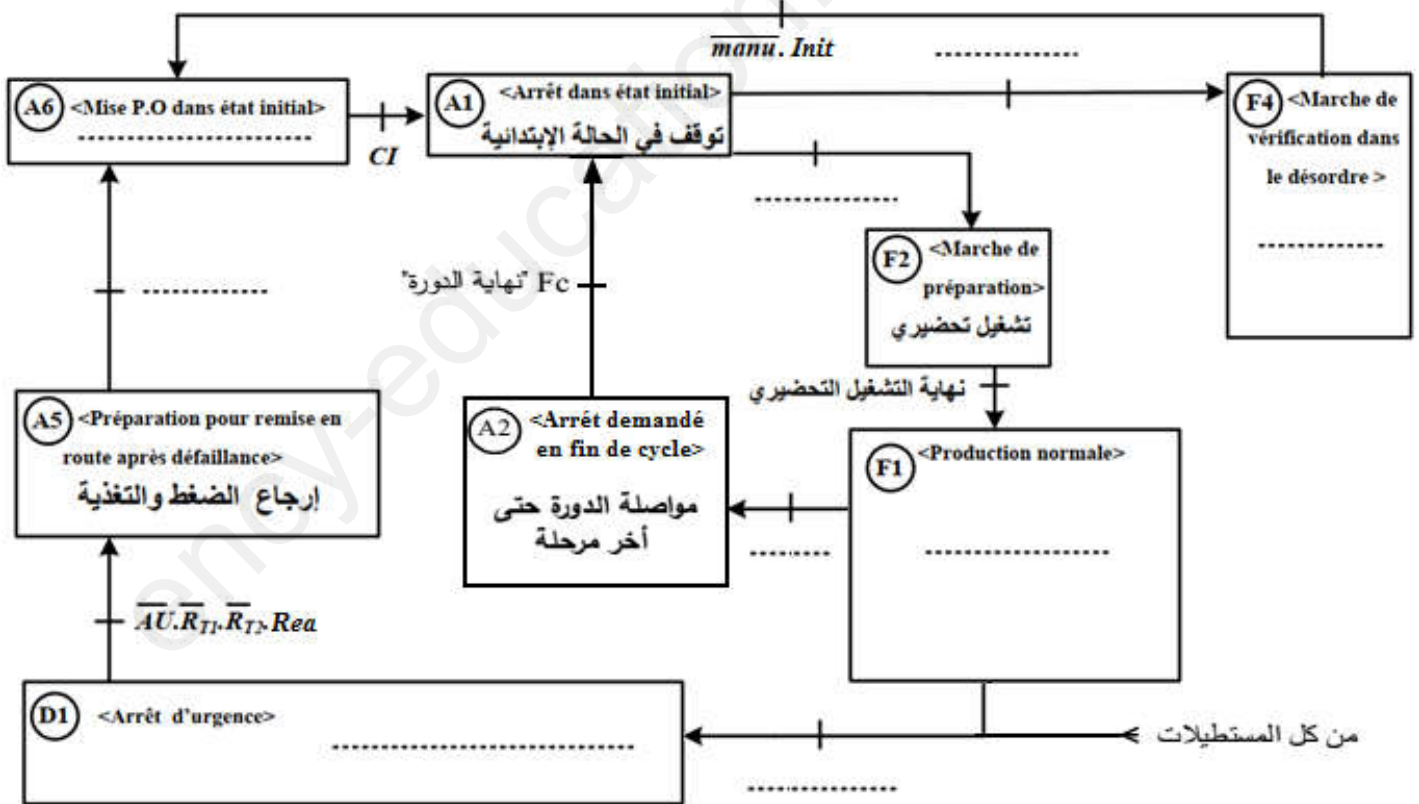 manu. Init
A6 <Mise P.O dans état initial>
CI
A1 <Arrêt dans état initial>
توقف في الحالة الإبتدائية
F4 <Marche de
vérification dans
le désordre >
F2 <Marche de
préparation>
تشغيل تحضيري
Fc "نهاية الدورة"
نهاية التشغيل التحضيري
A5 <Préparation pour remise en
route après défaillance>
إرجاع الضغط والتغذية
A2 <Arrét demandé
en fin de cycle>
مواصلة الدورة حتى
أخر مرحلة
F1 <Production normale>
AU.RT1.RT2.Rea
D1 <Arrêt d'urgence>
من كل المستطيلات
ency-education